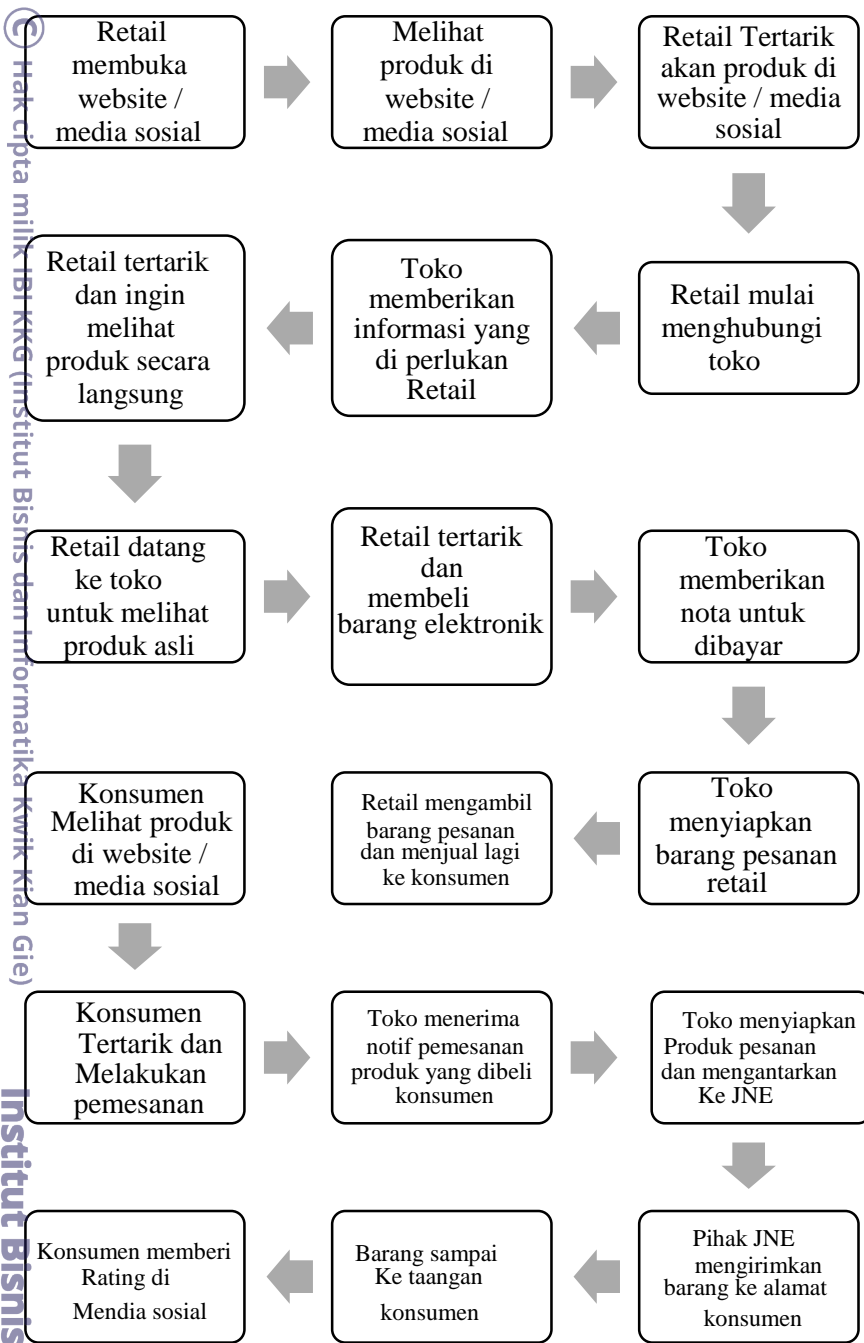 Retail
membuka
website /
media sosial
Melihat
produk di
website /
media sosial
Retail Tertarik
akan produk di
website / media
sosial
Retail mulai
menghubungi
toko
Toko
memberikan
informasi yang
di perlukan
Retail
Retail tertarik
dan ingin
melihat
produk secara
langsung
Retail datang
ke toko
untuk melihat
produk asli
Retail tertarik
dan
membeli
barang elektronik
Toko
memberikan
nota untuk
dibayar
Toko
menyiapkan
barang pesanan
retail
Retail mengambil
barang pesanan
dan menjual lagi
ke konsumen
Konsumen
Melihat produk
di website /
media sosial
Konsumen
Tertarik dan
Melakukan
pemesanan
Toko menerima
notif pemesanan
produk yang dibeli
konsumen
Toko menyiapkan
Produk pesanan
dan mengantarkan
Ke JNE
Pihak JNE
mengirimkan
barang ke alamat
konsumen
Barang sampai
Ke taangan
konsumen
Konsumen memberi
Rating di
Mendia sosial
© Hak cipta milik IBI KKG (Institut Bisnis dan Informatika Kwik Kian Gie)
Institut Bisnis